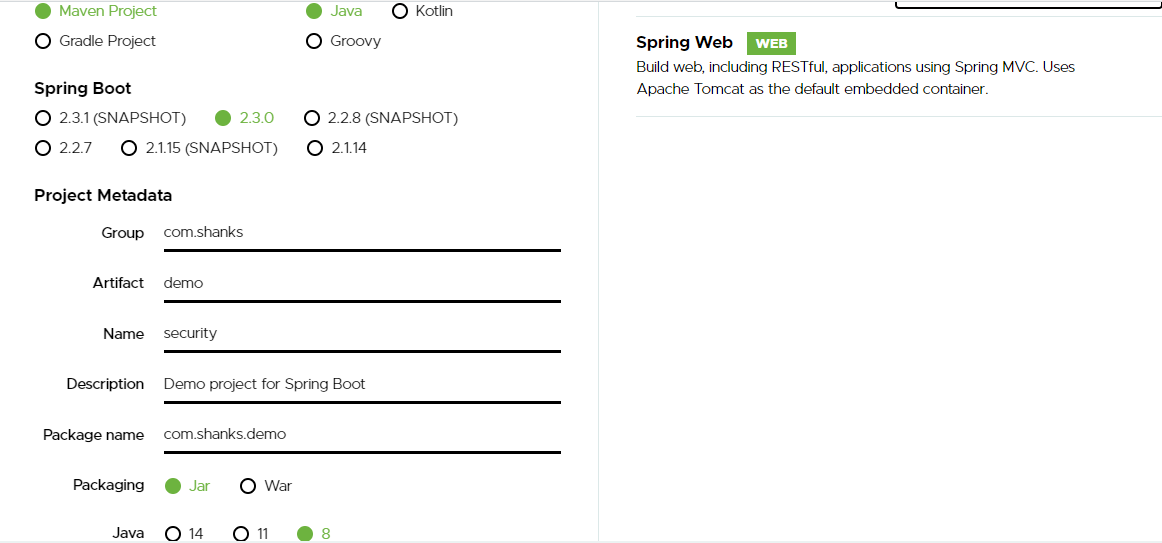 Maven Project
Java
Kotlin
Gradle Project
Groovy
Spring Boot
2.3.1 (SNAPSHOT)
2.3.0
2.2.8 (SNAPSHOT)
2.2.7
2.1.15 (SNAPSHOT)
2.1.14
Project Metadata
Group com.shanks
Artifact demo
Name security
Description Demo project for Spring Boot
Package name com.shanks.demo
Packaging Jar War
Java 14 11 8
Spring Web WEB
Build web, including RESTful, applications using Spring MVC. Uses
Apache Tomcat as the default embedded container.